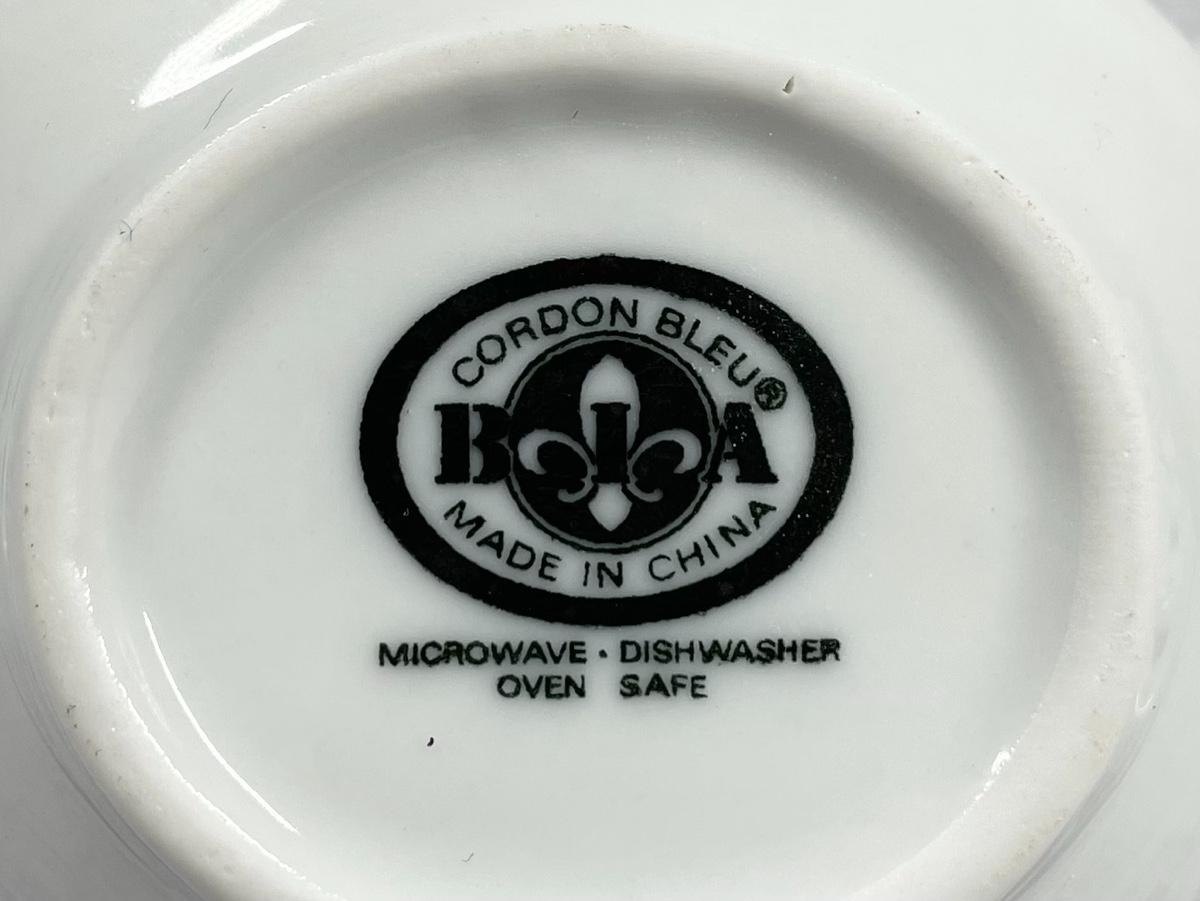 CORDON BLEU®
BIA
MADE IN CHINA
MICROWAVE · DISHWASHER
OVEN SAFE